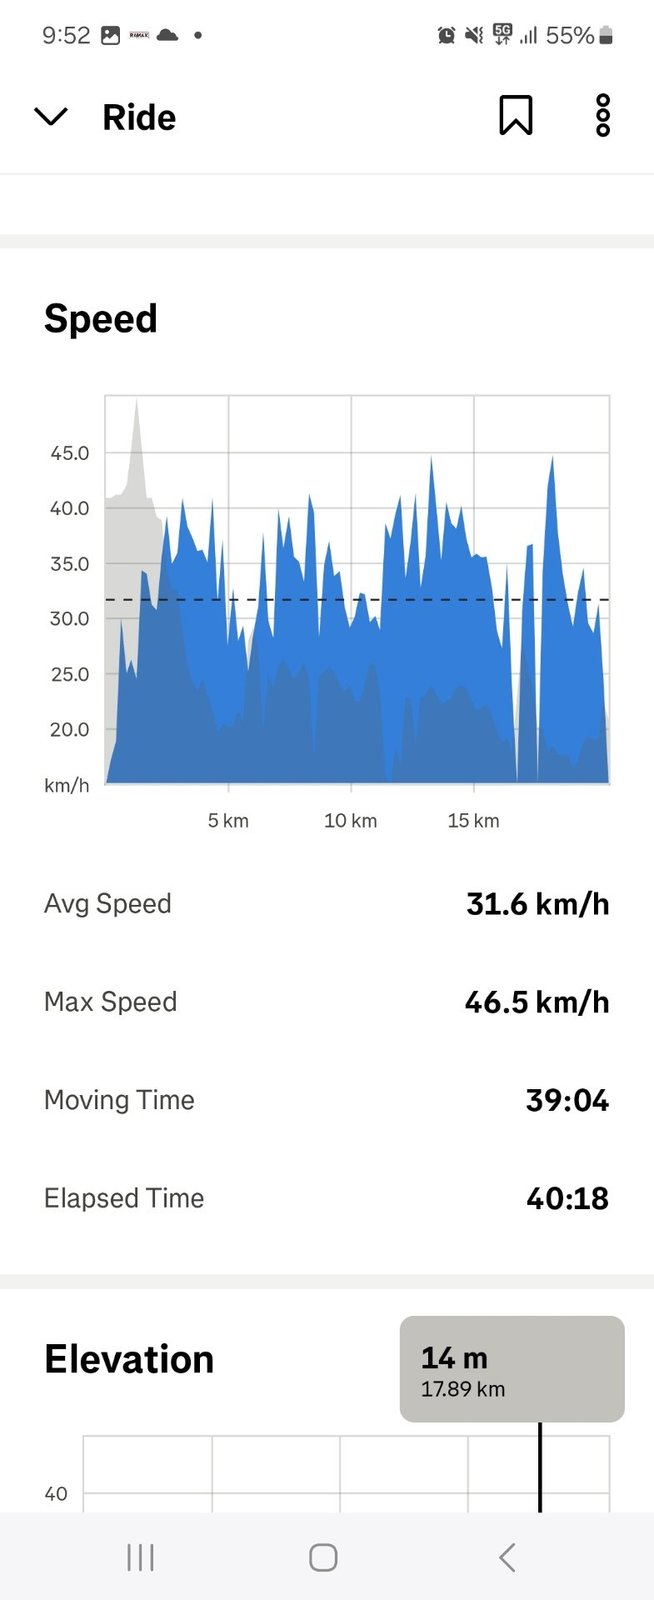 9:52
5G
55%
Ride
Speed
45.0
40.0
35.0
30.0
25.0
20.0
km/h
5 km 10 km 15 km
Avg Speed 31.6 km/h
Max Speed 46.5 km/h
Moving Time 39:04
Elapsed Time 40:18
Elevation
14 m
17.89 km
40